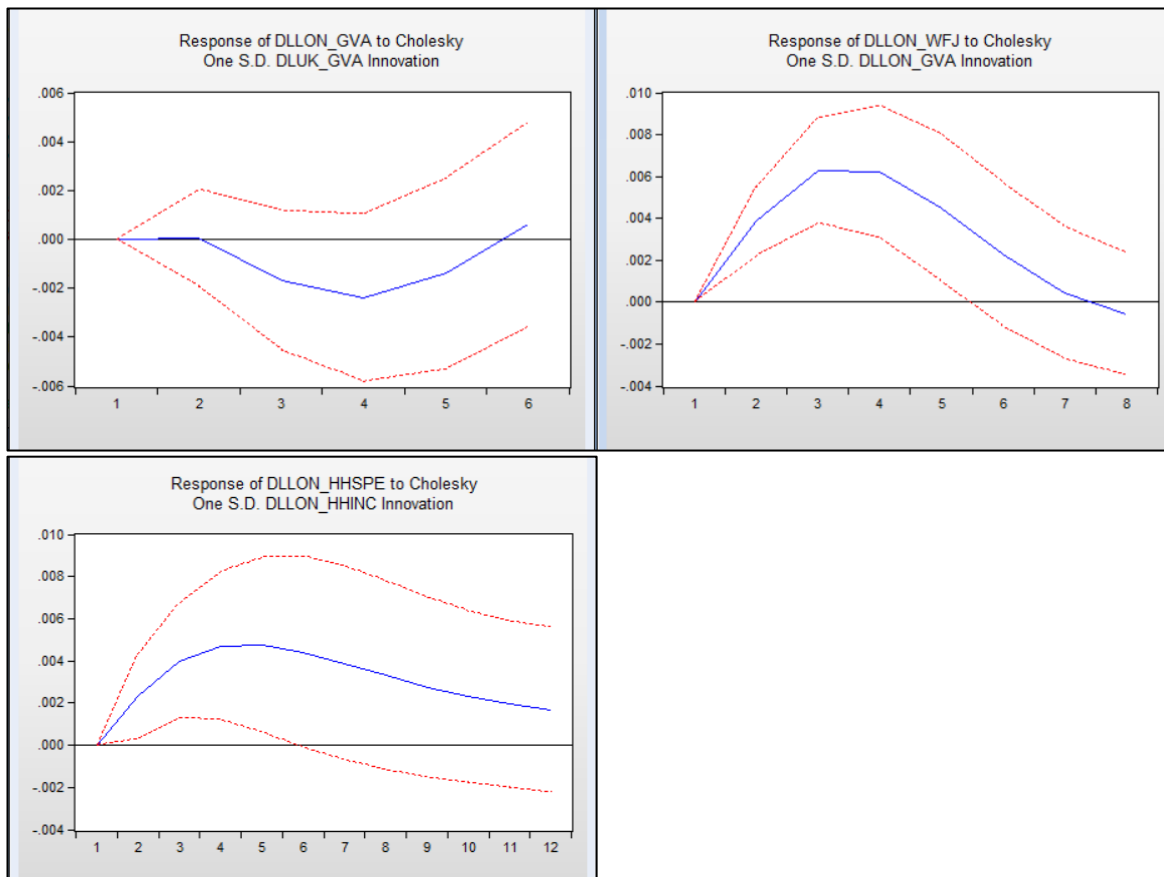 Response of DLLON_GVA to Cholesky
One S.D. DLUK_GVA Innovation
.006
.004
.002
.000
-.002
-.004
-.006
1 2 3 4 5 6
Response of DLLON_WFJ to Cholesky
One S.D. DLLON_GVA Innovation
.010
.008
.006
.004
.002
.000
-.002
-.004
1 2 3 4 5 6 7 8
Response of DLLON_HHSPE to Cholesky
One S.D. DLLON_HHINC Innovation
.010
.008
.006
.004
.002
.000
-.002
-.004
1 2 3 4 5 6 7 8 9 10 11 12